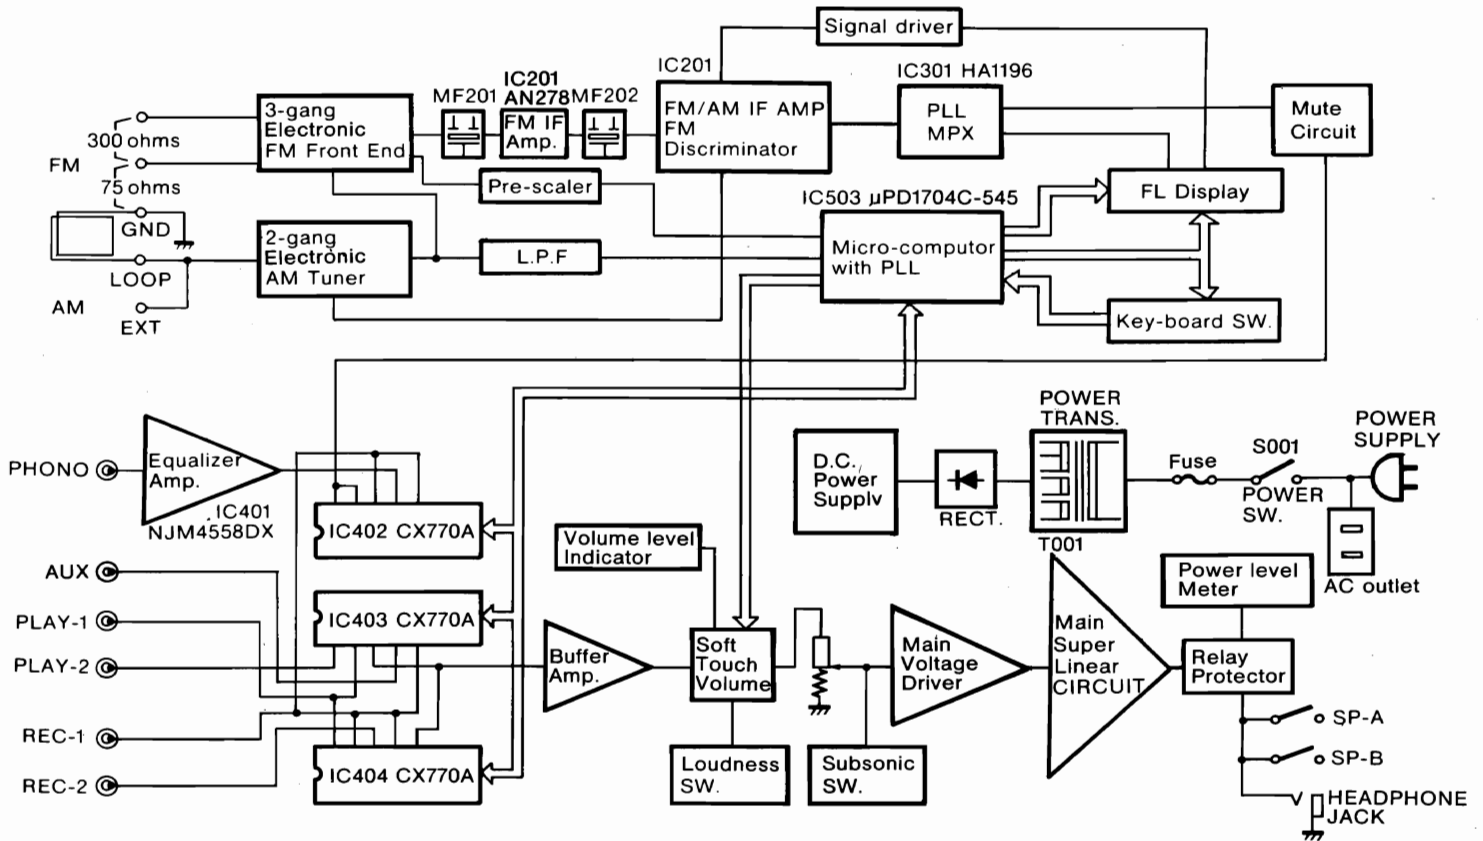 Signal driver
IC201
IC301 HA1196
IC201
AN278
MF201
MF202
3-gang
Electronic
FM Front End
FM IF
Amp.
FM/AM IF AMP
FM
Discriminator
PLL
MPX
Mute
Circuit
300 ohms
FM
75 ohms
GND
LOOP
AM
EXT
Pre-scaler
IC503 µPD1704C-545
FL Display
2-gang
Electronic
AM Tuner
L.P.F
Micro-computor
with PLL
Key-board SW.
POWER
TRANS.
POWER
SUPPLY
PHONO
Equalizer
Amp.
IC401
NJM4558DX
D.C.
Power
Supplv
RECT.
T001
Fuse
S001
POWER
SW.
AC outlet
IC402 CX770A
Volume level
Indicator
AUX
PLAY-1
PLAY-2
REC-1
REC-2
IC403 CX770A
IC404 CX770A
Buffer
Amp.
Soft
Touch
Volume
Loudness
SW.
Subsonic
SW.
Main
Voltage
Driver
Main
Super
Linear
CIRCUIT
Power level
Meter
Relay
Protector
SP-A
SP-B
HEADPHONE
JACK